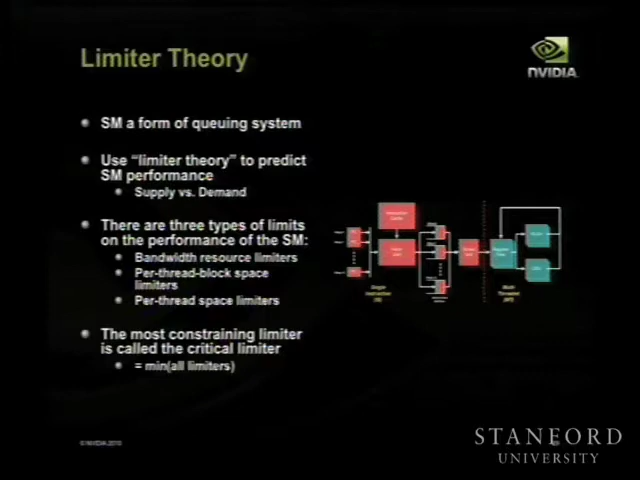 Limiter Theory
NVIDIA
SM a form of queuing system
Use "limiter theory" to predict
SM performance
Supply vs. Demand
There are three types of limits
on the performance of the SM:
Bandwidth resource limiters
Per-thread-block space
limiters
Per-thread space limiters
The most constraining limiter
is called the critical limiter
= min(all limiters)
© NVIDIA 2010
STANFORD
UNIVERSITY